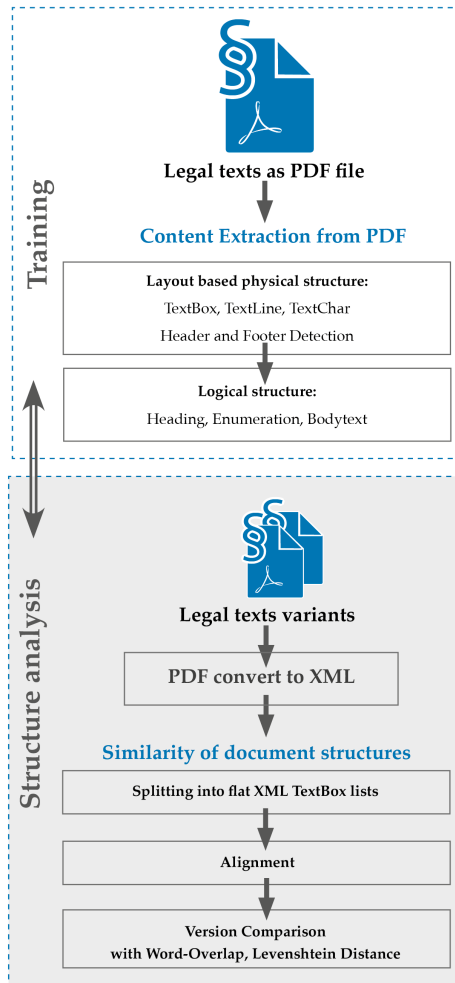 §
Legal texts as PDF file
Training
Content Extraction from PDF
Layout based physical structure:
TextBox, TextLine, TextChar
Header and Footer Detection
Logical structure:
Heading, Enumeration, Bodytext
§§
Legal texts variants
Structure analysis
PDF convert to XML
Similarity of document structures
Splitting into flat XML TextBox lists
Alignment
Version Comparison
with Word-Overlap, Levenshtein Distance